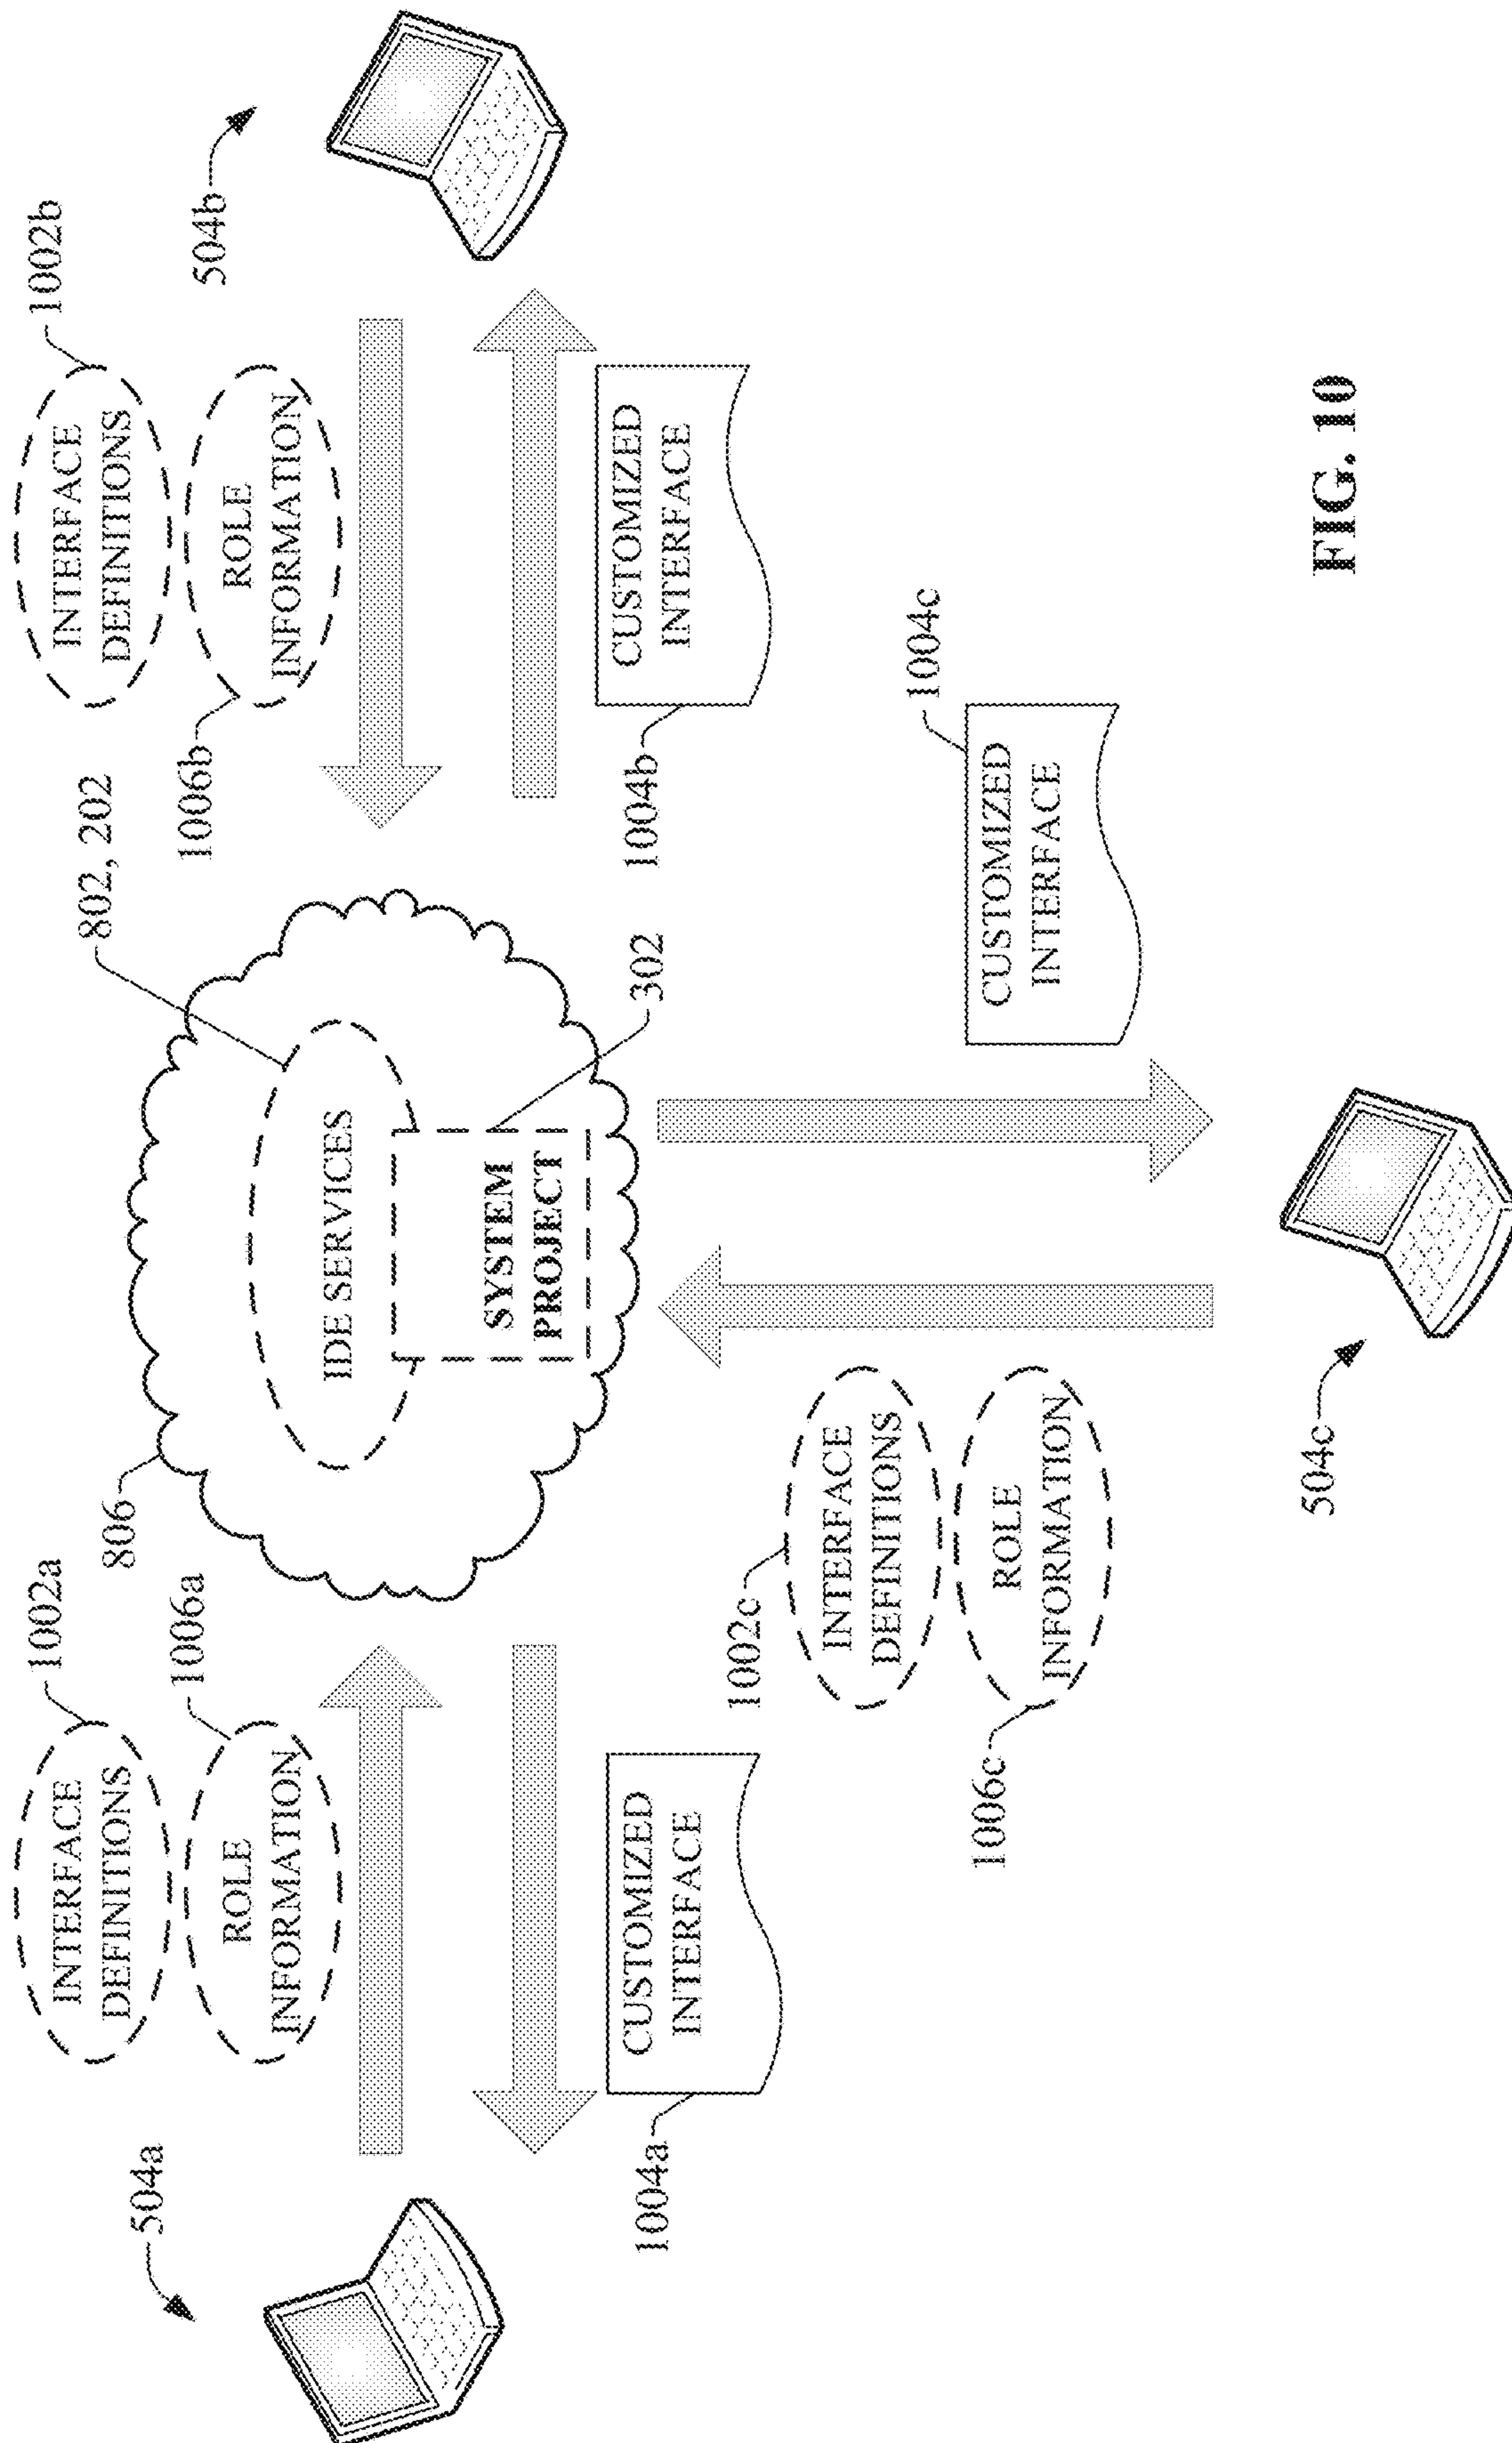 504a
INTERFACE
DEFINITIONS
1002a
ROLE
INFORMATION
1006a
CUSTOMIZED
INTERFACE
1004a
806
IDE SERVICES
802, 202
SYSTEM
PROJECT
302
INTERFACE
DEFINITIONS
1002b
ROLE
INFORMATION
1006b
CUSTOMIZED
INTERFACE
1004b
504b
1002c
INTERFACE
DEFINITIONS
ROLE
INFORMATION
1006c
CUSTOMIZED
INTERFACE
1004c
504c
FIG. 10